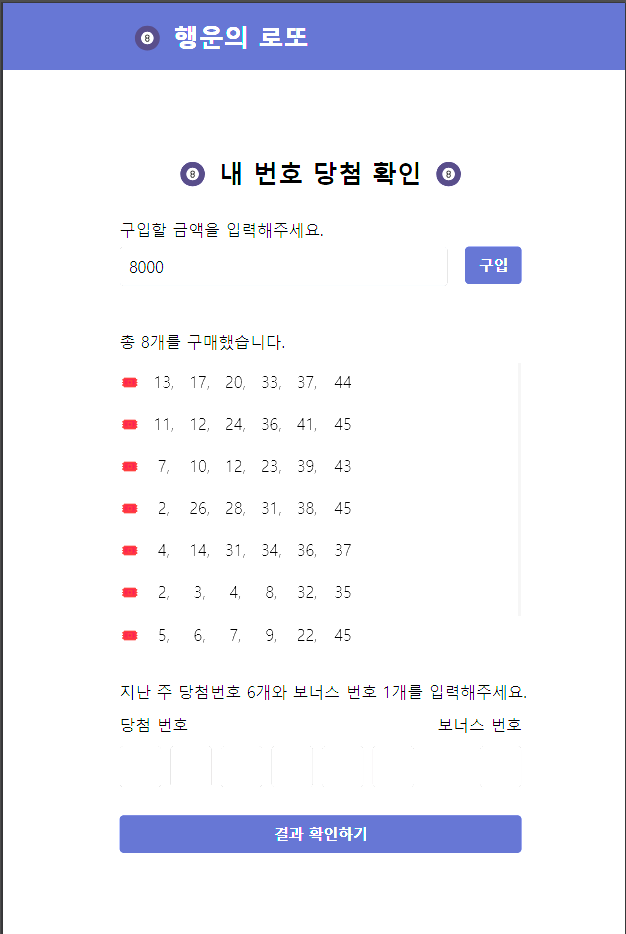 행운의 로또
내 번호 당첨 확인
구입할 금액을 입력해주세요.
8000 구입
총 8개를 구매했습니다.
13, 17, 20, 33, 37, 44
11, 12, 24, 36, 41, 45
7, 10, 12, 23, 39, 43
2, 26, 28, 31, 38, 45
4, 14, 31, 34, 36, 37
2, 3, 4, 8, 32, 35
5, 6, 7, 9, 22, 45
지난 주 당첨번호 6개와 보너스 번호 1개를 입력해주세요.
당첨 번호 보너스 번호
결과 확인하기